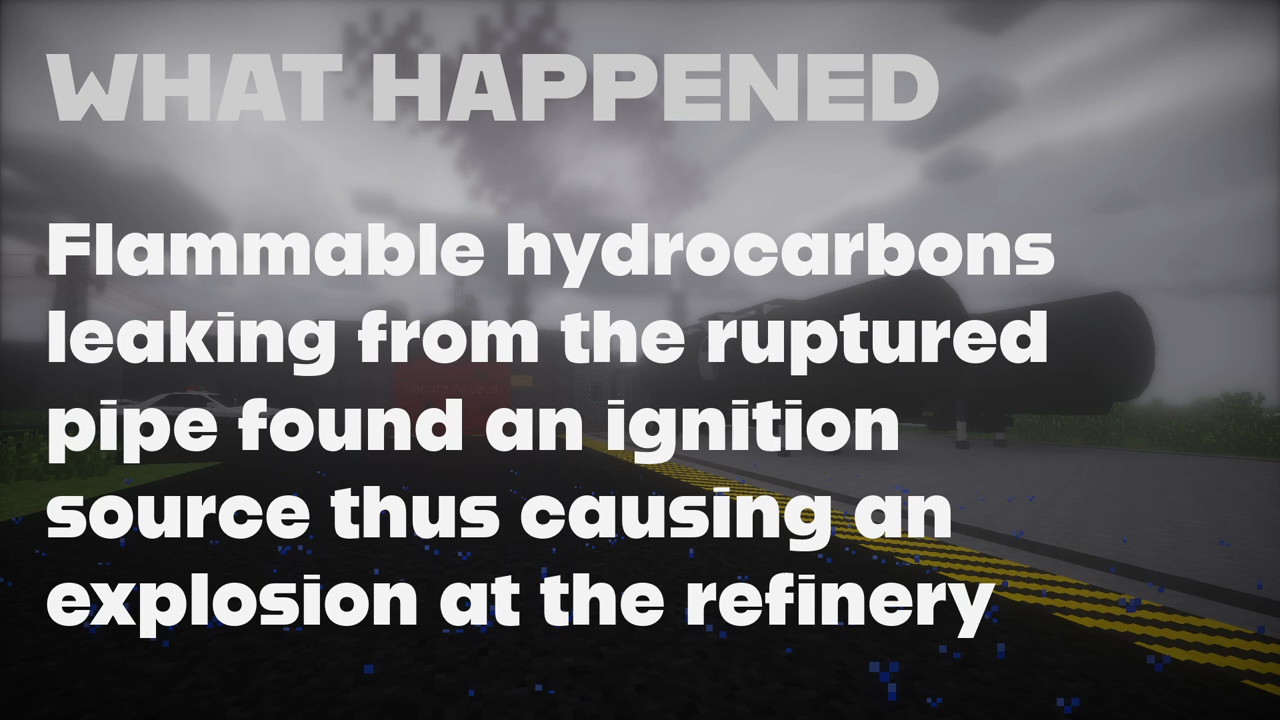 WHAT HAPPENED
Flammable hydrocarbons
leaking from the ruptured
pipe found an ignition
source thus causing an
explosion at the refinery